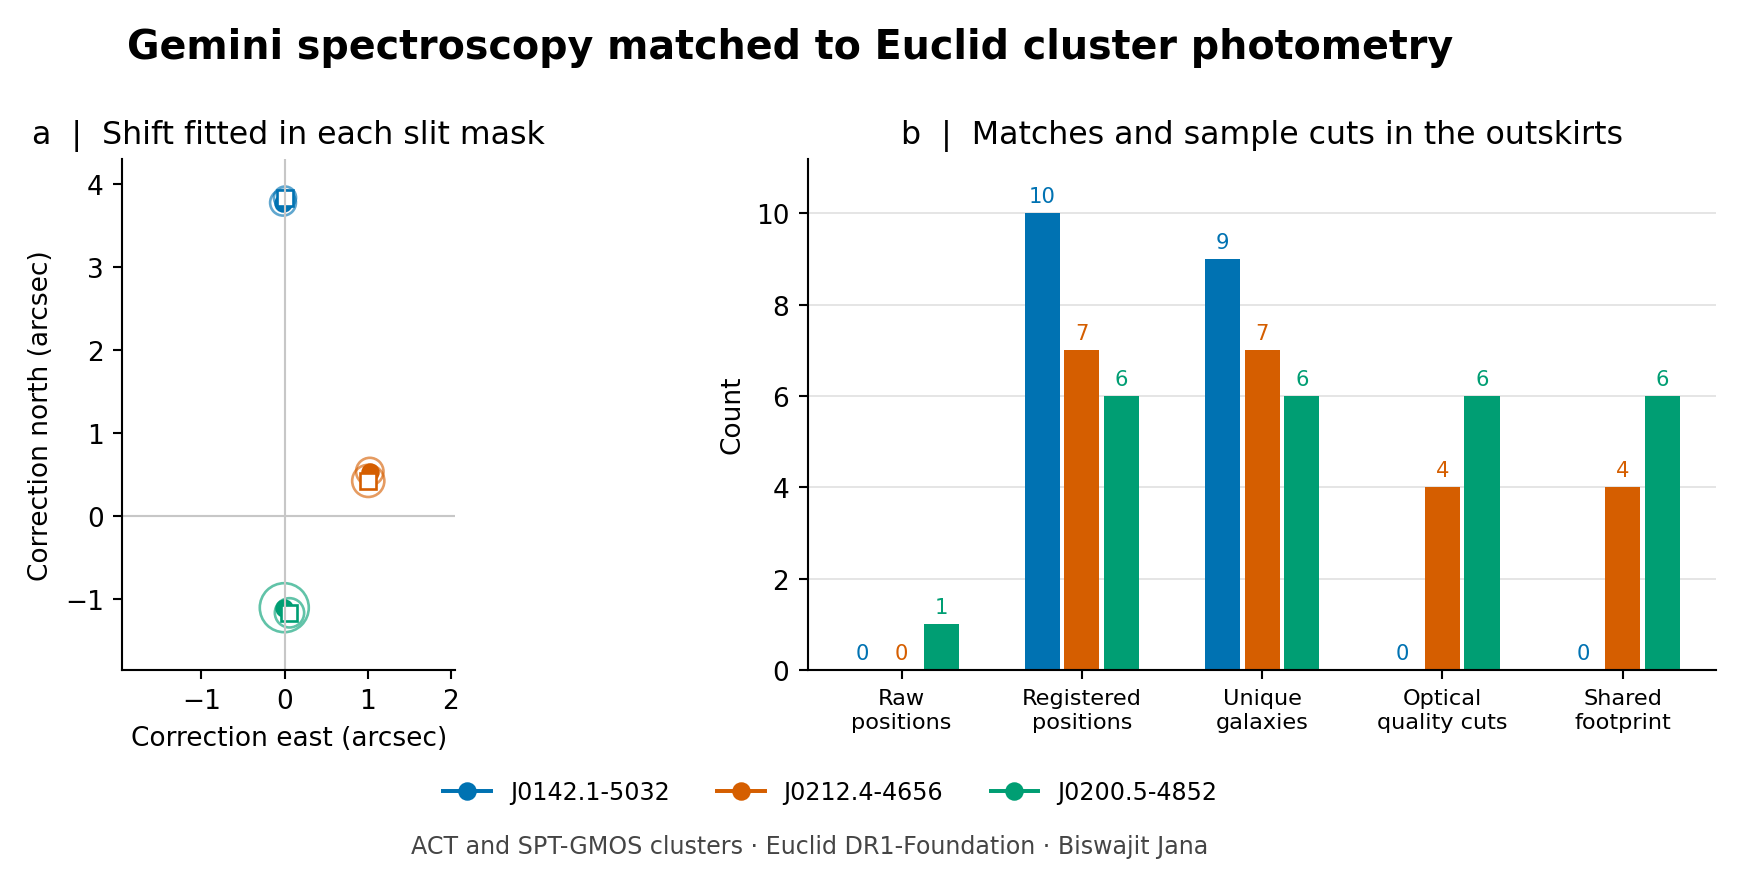 Gemini spectroscopy matched to Euclid cluster photometry
a | Shift fitted in each slit mask
4
3
2
1
0
−1
Correction north (arcsec)
−1 0 1 2
Correction east (arcsec)
b | Matches and sample cuts in the outskirts
10
8
6
4
2
0
Count
0 0 1
10 7 6
9 7 6
0 4 6
0 4 6
Raw
positions
Registered
positions
Unique
galaxies
Optical
quality cuts
Shared
footprint
J0142.1-5032 J0212.4-4656 J0200.5-4852
ACT and SPT-GMOS clusters · Euclid DR1-Foundation · Biswajit Jana